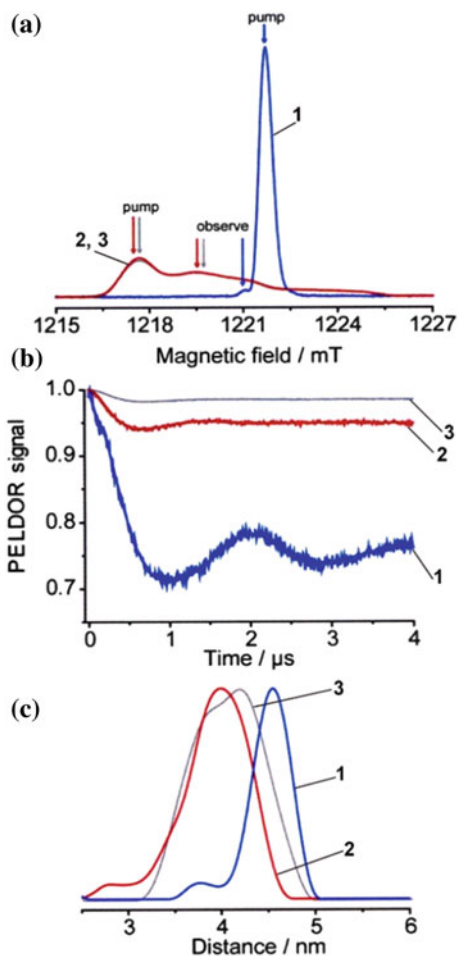 (a)
pump
1
pump
2, 3
observe
1215 1218 1221 1224 1227
Magnetic field / mT
(b)
1.0
0.9
0.8
0.7
PELDOR signal
3
2
1
0 1 2 3 4
Time / μs
(c)
3
1
2
3 4 5 6
Distance / nm